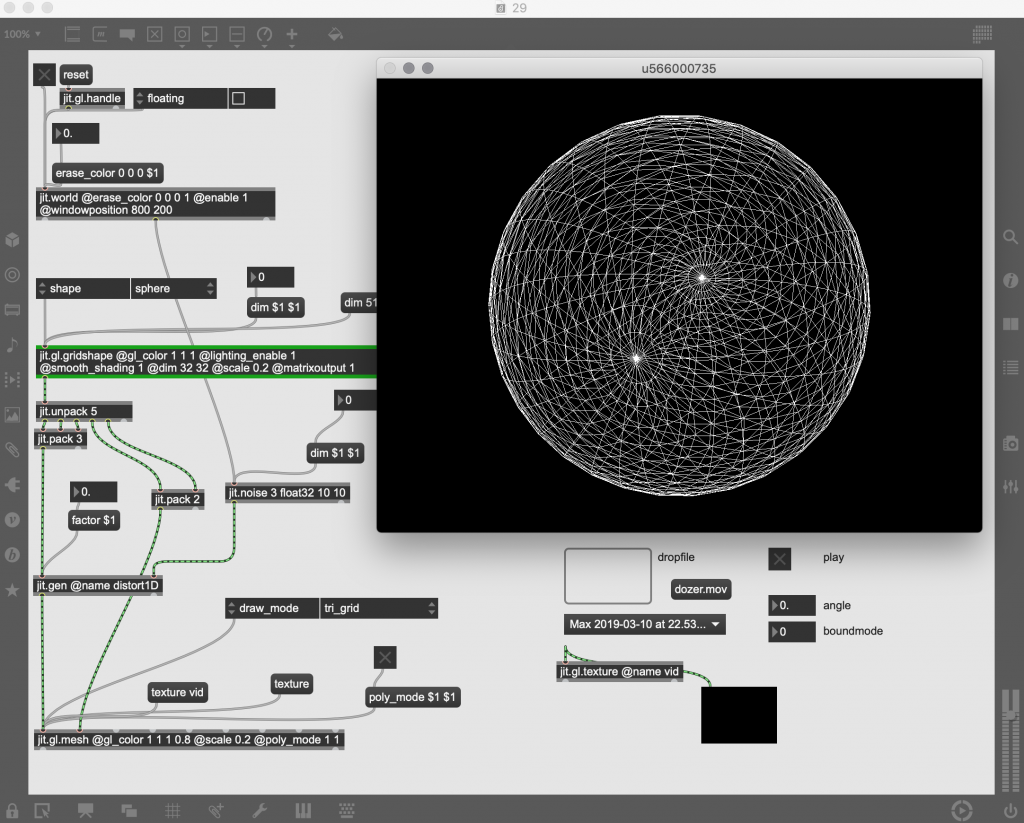 29
100%
u566000735
reset
jit.gl.handle
floating
0.
erase_color 0 0 0 $1
jit.world @erase_color 0 0 0 1 @enable 1
@windowposition 800 200
shape
sphere
0
dim $1 $1
dim 51
jit.gl.gridshape @gl_color 1 1 1 @lighting_enable 1
@smooth_shading 1 @dim 32 32 @scale 0.2 @matrixoutput 1
jit.unpack 5
0
jit.pack 3
dim $1 $1
0.
jit.pack 2
jit.noise 3 float32 10 10
factor $1
jit.gen @name distort1D
dropfile
play
dozer.mov
draw_mode
tri_grid
0.
angle
Max 2019-03-10 at 22.53...
0
boundmode
jit.gl.texture @name vid
texture vid
texture
poly_mode $1 $1
jit.gl.mesh @gl_color 1 1 1 0.8 @scale 0.2 @poly_mode 1 1